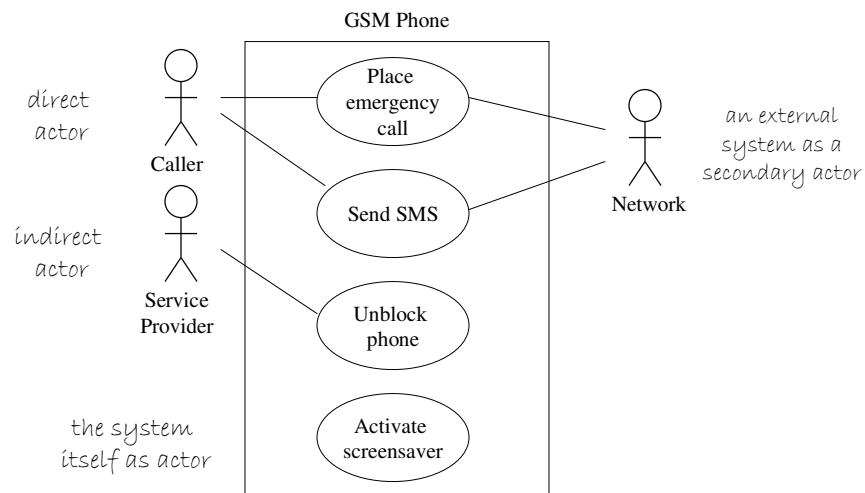 GSM Phone
direct
actor
Caller
Place
emergency
call
an external
system as a
secondary actor
Network
Send SMS
indirect
actor
Service
Provider
Unblock
phone
the system
itself as actor
Activate
screensaver